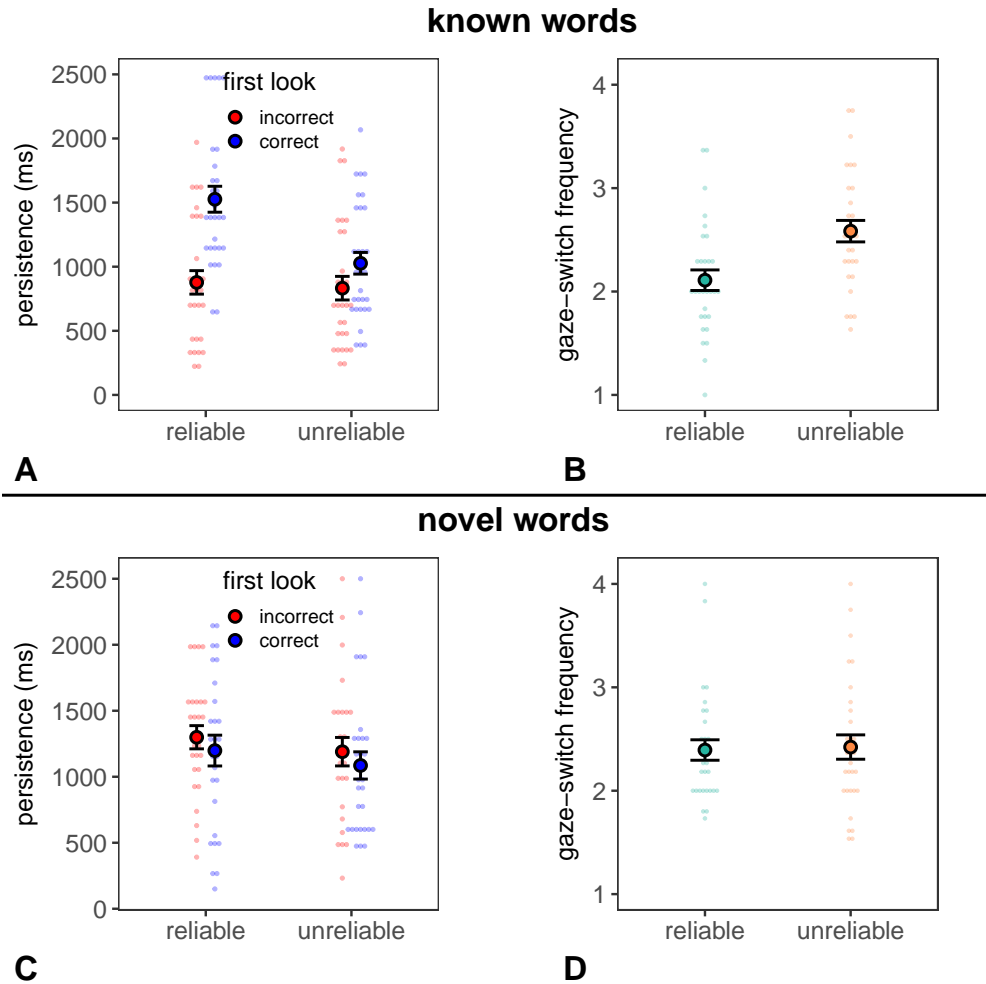 known words
2500
2000
1500
1000
500
0
persistence (ms)
first look
incorrect
correct
reliable unreliable
A
4
3
2
1
gaze−switch frequency
reliable unreliable
B
novel words
2500
2000
1500
1000
500
0
persistence (ms)
first look
incorrect
correct
reliable unreliable
C
4
3
2
1
gaze−switch frequency
reliable unreliable
D